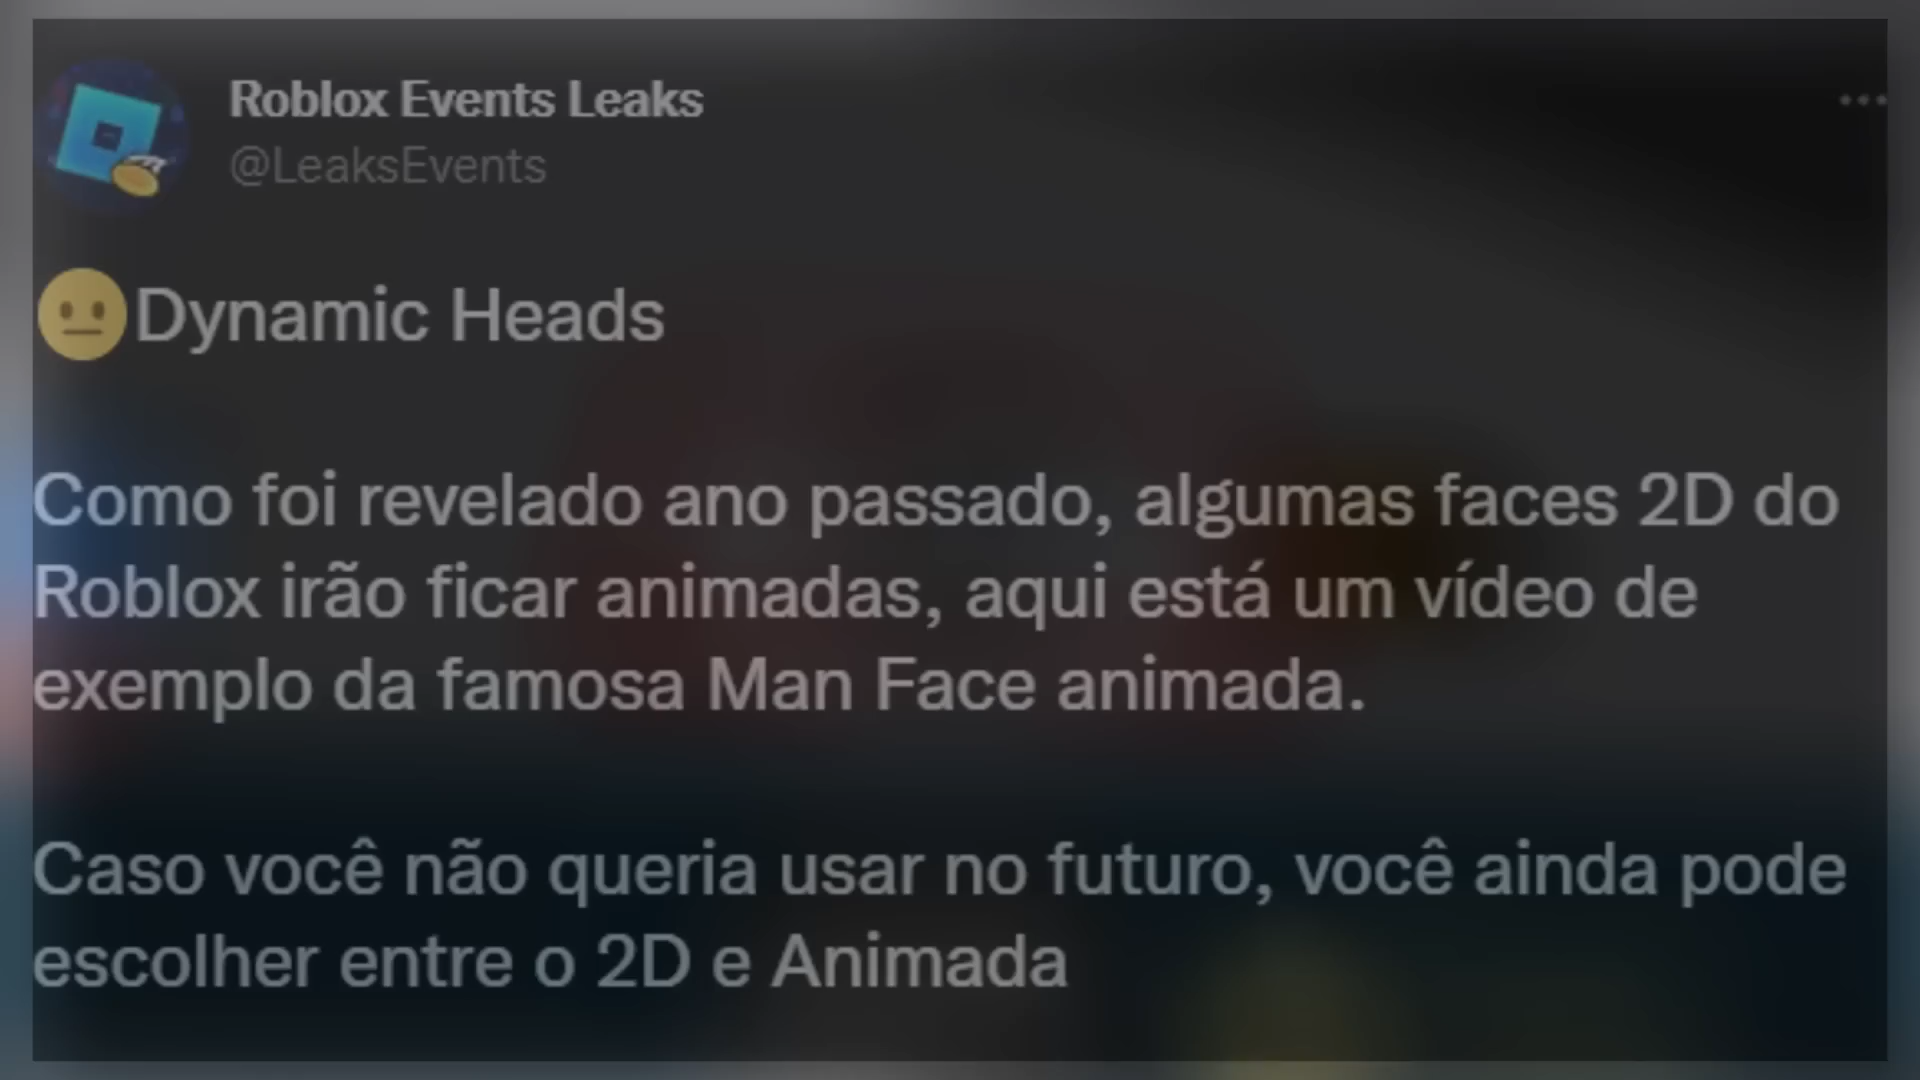 Roblox Events Leaks
@LeaksEvents
😐Dynamic Heads
Como foi revelado ano passado, algumas faces 2D do
Roblox irão ficar animadas, aqui está um vídeo de
exemplo da famosa Man Face animada.
Caso você não queria usar no futuro, você ainda pode
escolher entre o 2D e Animada